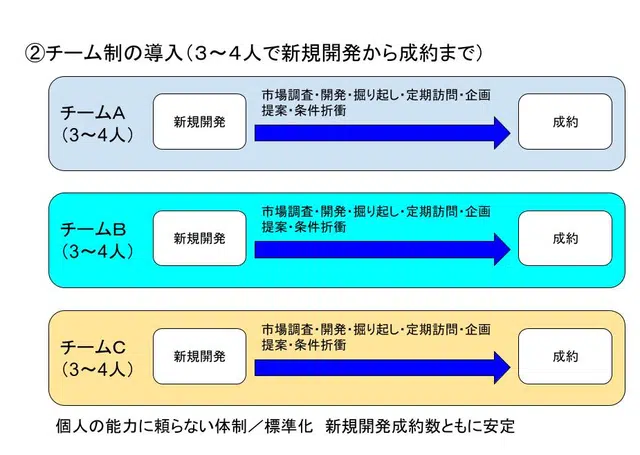 ②チーム制の導入（３～４人で新規開発から成約まで）
チームA
（3～4人）
新規開発
市場調査・開発・掘り起し・定期訪問・企画
提案・条件折衝
成約
チームＢ
（3～4人）
新規開発
市場調査・開発・掘り起し・定期訪問・企画
提案・条件折衝
成約
チームC
（3～4人）
新規開発
市場調査・開発・掘り起し・定期訪問・企画
提案・条件折衝
成約
個人の能力に頼らない体制／標準化　新規開発成約数ともに安定